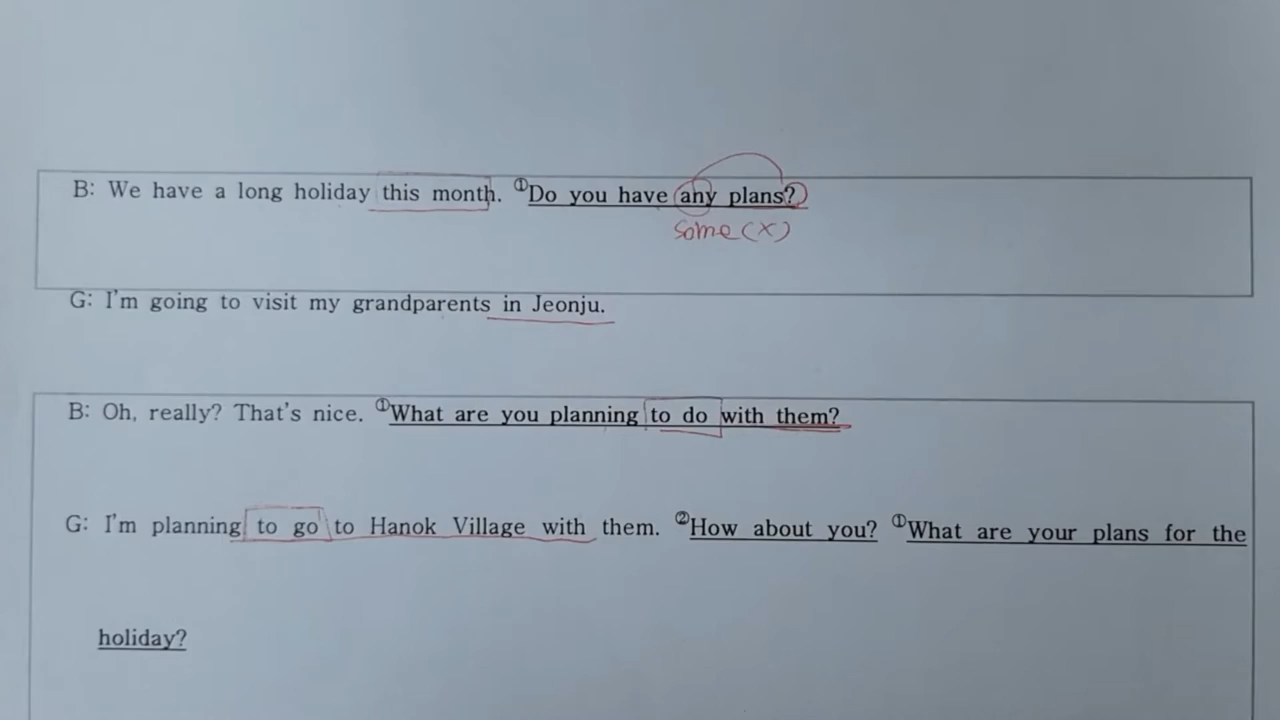 B: We have a long holiday this month. ①Do you have any plans?
some(x)
G: I'm going to visit my grandparents in Jeonju.
B: Oh, really? That's nice. ①What are you planning to do with them?
G: I'm planning to go to Hanok Village with them. ②How about you? ①What are your plans for the
holiday?